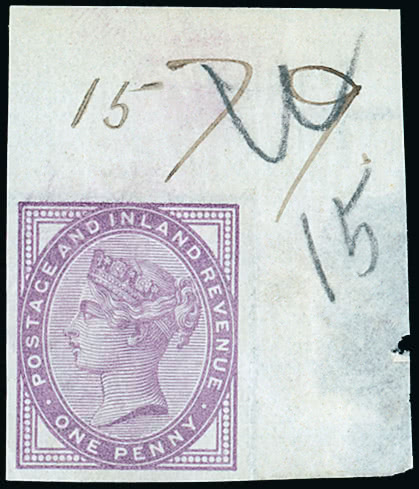 15
15
POSTAGE AND INLAND REVENUE
ONE PENNY